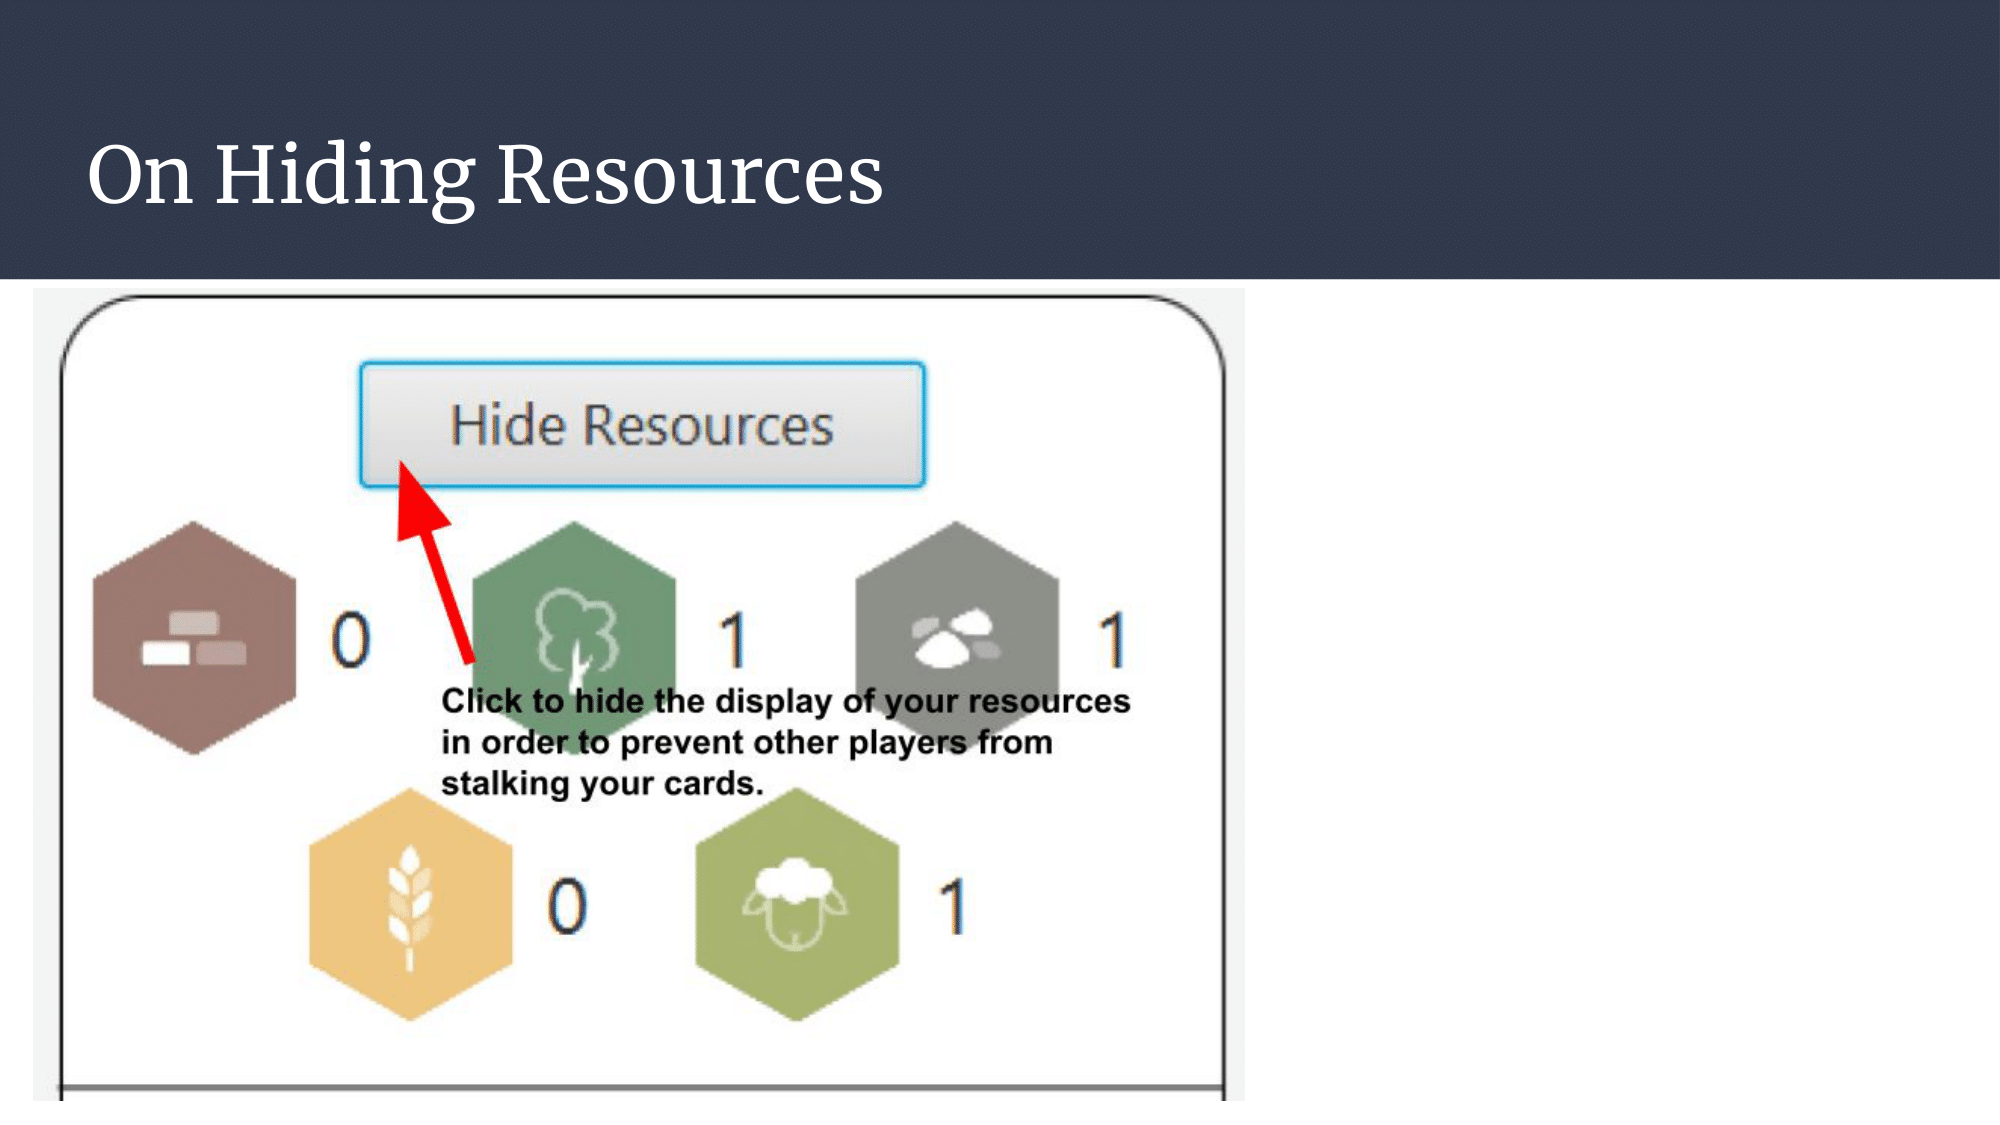 On Hiding Resources
Hide Resources
0
1
1
Click to hide the display of your resources
in order to prevent other players from
stalking your cards.
0
1